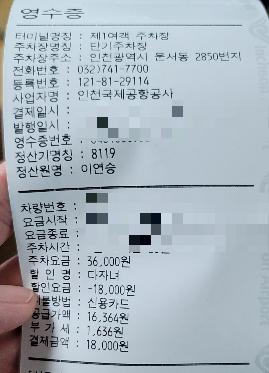 영수증
터미널명칭 : 제1여객 주차장
주차장명칭 : 단기주차장
주차장주소 : 인천광역시 운서동 2850번지
전화번호 : 032)741-7700
등록번호 : 121-81-29114
사업자명 : 인천국제공항공사
결제일시 :
발행일시 :
영수증번호 :
정산기명칭 : 8119
정산원명 : 이연승
차량번호 :
요금시작 :
요금종료 :
주차시간 :
주차요금 : 36,000원
할 인 명 : 다자녀
할인요금 : -18,000원
지불방법 : 신용카드
공급가액 : 16,364원
부 가 세 : 1,636원
결제금액 : 18,000원